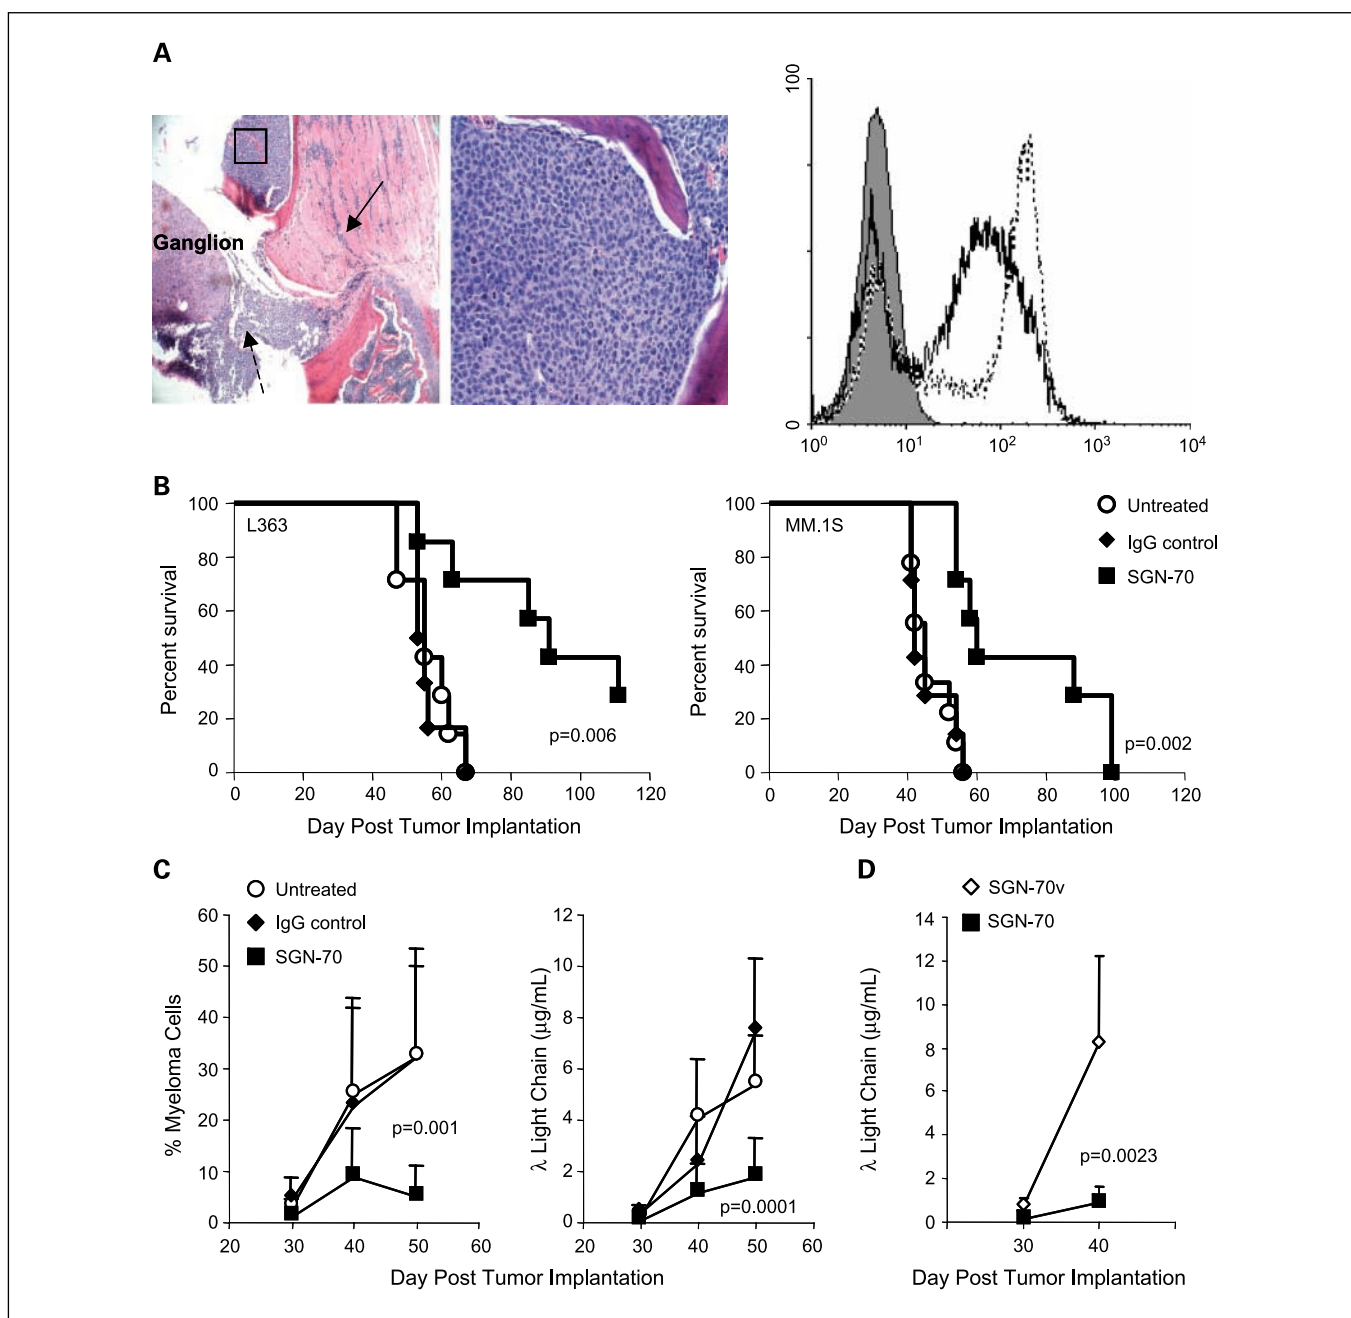 A
Ganglion
100
0
10⁰ 10¹ 10² 10³ 10⁴
B
L363
Percent survival
100
80
60
40
20
0
p=0.006
0 20 40 60 80 100 120
Day Post Tumor Implantation
MM.1S
Percent survival
100
80
60
40
20
0
p=0.002
0 20 40 60 80 100 120
Day Post Tumor Implantation
Untreated
IgG control
SGN-70
C
Untreated
IgG control
SGN-70
% Myeloma Cells
60
50
40
30
20
10
0
p=0.001
20 30 40 50 60
λ Light Chain (µg/mL)
12
10
8
6
4
2
0
p=0.0001
20 30 40 50 60
Day Post Tumor Implantation
D
SGN-70v
SGN-70
λ Light Chain (µg/mL)
14
12
10
8
6
4
2
0
p=0.0023
30 40
Day Post Tumor Implantation